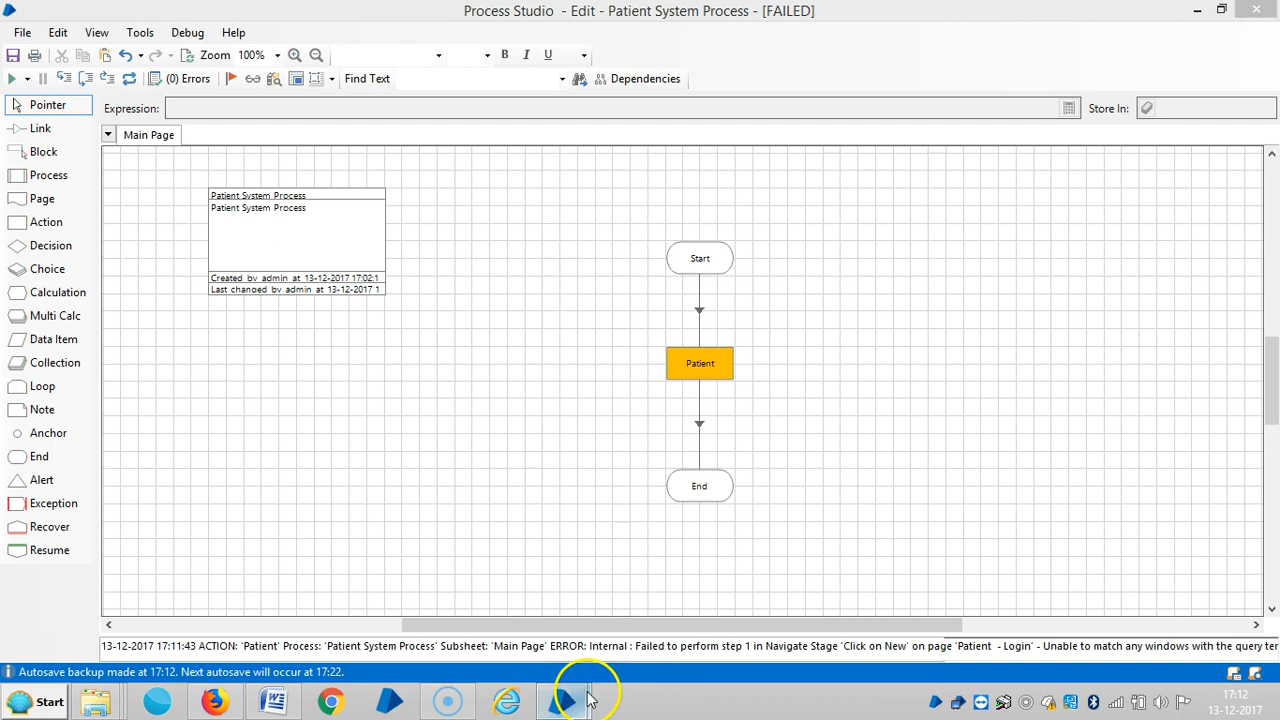 Process Studio - Edit - Patient System Process - [FAILED]
File Edit View Tools Debug Help
Zoom 100% B I U
(0) Errors Find Text Dependencies
Pointer Expression: Store In:
Link
Main Page
Block
Process
Page
Action
Decision
Choice
Calculation
Multi Calc
Data Item
Collection
Loop
Note
Anchor
End
Alert
Exception
Recover
Resume
Patient System Process
Patient System Process
Created by admin at 13-12-2017 17:02:1
Last changed by admin at 13-12-2017 1
Start
Patient
End
13-12-2017 17:11:43 ACTION: 'Patient' Process: 'Patient System Process' Subsheet: 'Main Page' ERROR: Internal : Failed to perform step 1 in Navigate Stage 'Click on New' on page 'Patient - Login' - Unable to match any windows with the query ter
Autosave backup made at 17:12. Next autosave will occur at 17:22.
Start
17:12
13-12-2017